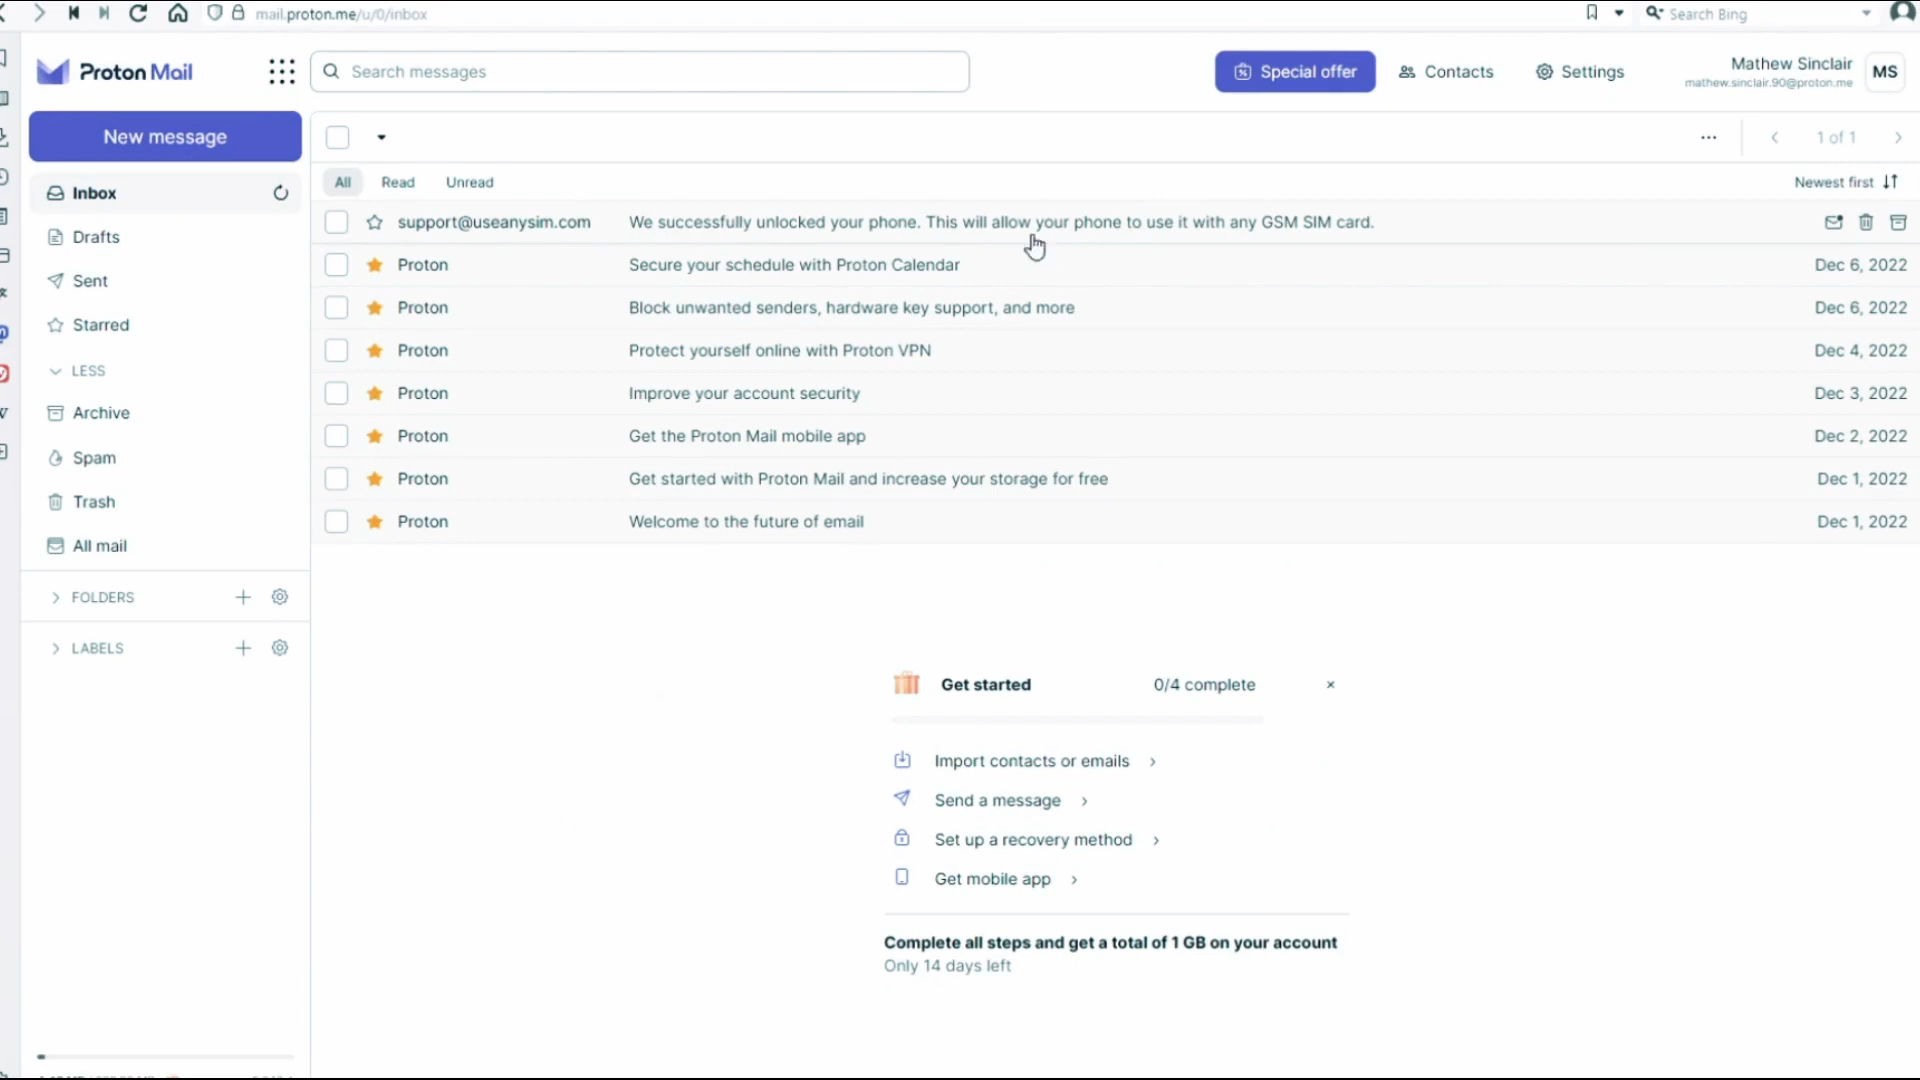 mail.proton.me/u/0/inbox
Search Bing
Proton Mail
Search messages
Special offer
Contacts
Settings
Mathew Sinclair
mathew.sinclair.90@proton.me
MS
New message
1 of 1
Inbox
All
Read
Unread
Newest first
support@useanysim.com We successfully unlocked your phone. This will allow your phone to use it with any GSM SIM card.
Drafts
Proton Secure your schedule with Proton Calendar Dec 6, 2022
Sent
Proton Block unwanted senders, hardware key support, and more Dec 6, 2022
Starred
Proton Protect yourself online with Proton VPN Dec 4, 2022
LESS
Proton Improve your account security Dec 3, 2022
Archive
Proton Get the Proton Mail mobile app Dec 2, 2022
Spam
Proton Get started with Proton Mail and increase your storage for free Dec 1, 2022
Trash
Proton Welcome to the future of email Dec 1, 2022
All mail
FOLDERS
LABELS
Get started 0/4 complete
Import contacts or emails
Send a message
Set up a recovery method
Get mobile app
Complete all steps and get a total of 1 GB on your account
Only 14 days left